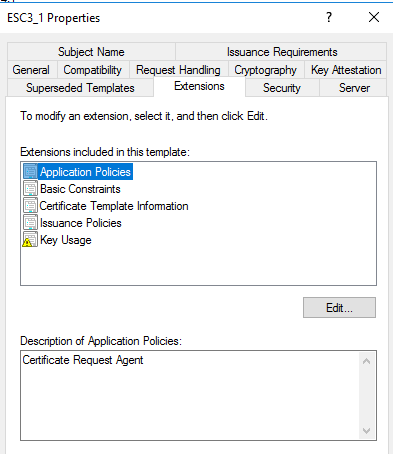 ESC3_1 Properties
?
Subject Name
Issuance Requirements
General
Compatibility
Request Handling
Cryptography
Key Attestation
Superseded Templates
Extensions
Security
Server
To modify an extension, select it, and then click Edit.
Extensions included in this template:
Application Policies
Basic Constraints
Certificate Template Information
Issuance Policies
Key Usage
Edit...
Description of Application Policies:
Certificate Request Agent